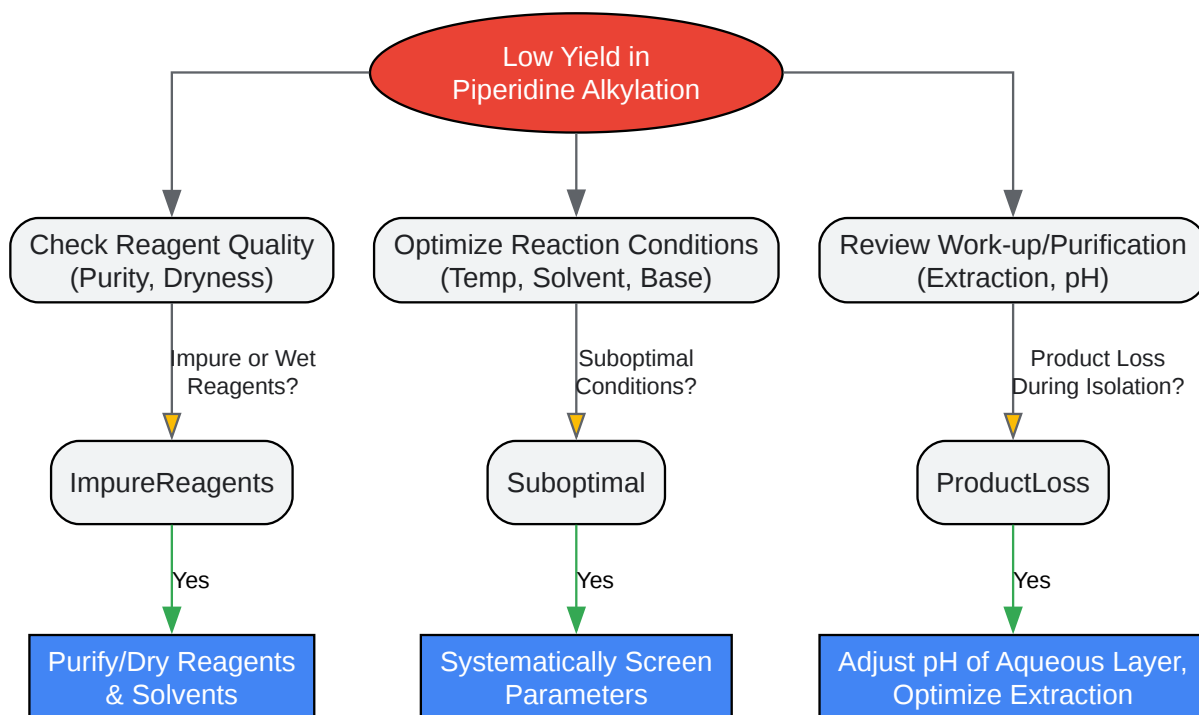 Low Yield in
Piperidine Alkylation
Check Reagent Quality
(Purity, Dryness)
Optimize Reaction Conditions
(Temp, Solvent, Base)
Review Work-up/Purification
(Extraction, pH)
Impure or Wet
Reagents?
Suboptimal
Conditions?
Product Loss
During Isolation?
ImpureReagents
Suboptimal
ProductLoss
Yes
Yes
Yes
Purify/Dry Reagents
& Solvents
Systematically Screen
Parameters
Adjust pH of Aqueous Layer,
Optimize Extraction